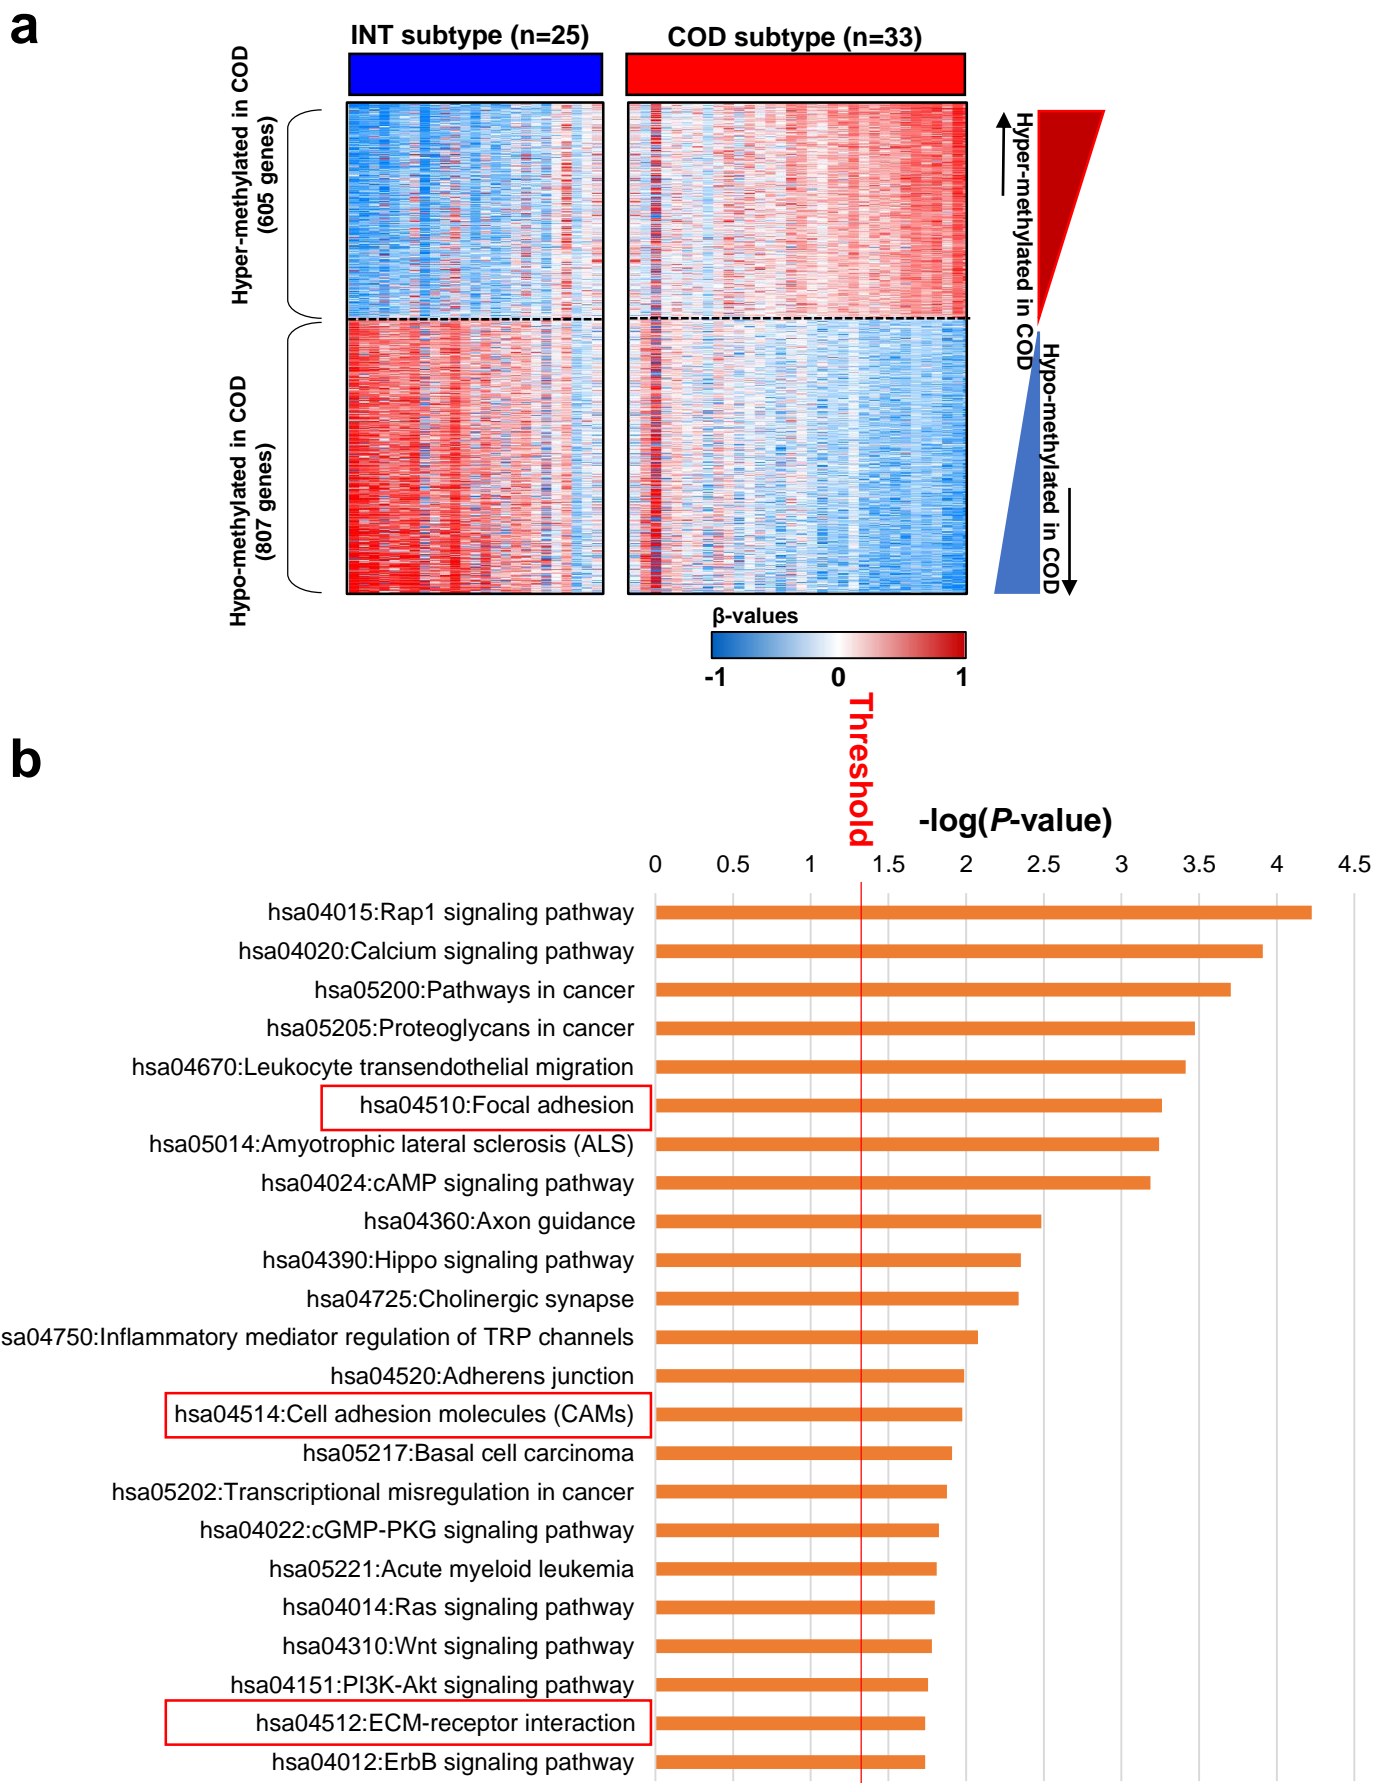 a
INT subtype (n=25)
COD subtype (n=33)
Hyper-methylated in COD
(605 genes)
Hypo-methylated in COD
(807 genes)
Hyper-methylated in COD
Hypo-methylated in COD
β-values
-1 0 1
Threshold
b
-log(P-value)
0 0.5 1 1.5 2 2.5 3 3.5 4 4.5
hsa04015:Rap1 signaling pathway
hsa04020:Calcium signaling pathway
hsa05200:Pathways in cancer
hsa05205:Proteoglycans in cancer
hsa04670:Leukocyte transendothelial migration
hsa04510:Focal adhesion
hsa05014:Amyotrophic lateral sclerosis (ALS)
hsa04024:cAMP signaling pathway
hsa04360:Axon guidance
hsa04390:Hippo signaling pathway
hsa04725:Cholinergic synapse
sa04750:Inflammatory mediator regulation of TRP channels
hsa04520:Adherens junction
hsa04514:Cell adhesion molecules (CAMs)
hsa05217:Basal cell carcinoma
hsa05202:Transcriptional misregulation in cancer
hsa04022:cGMP-PKG signaling pathway
hsa05221:Acute myeloid leukemia
hsa04014:Ras signaling pathway
hsa04310:Wnt signaling pathway
hsa04151:PI3K-Akt signaling pathway
hsa04512:ECM-receptor interaction
hsa04012:ErbB signaling pathway